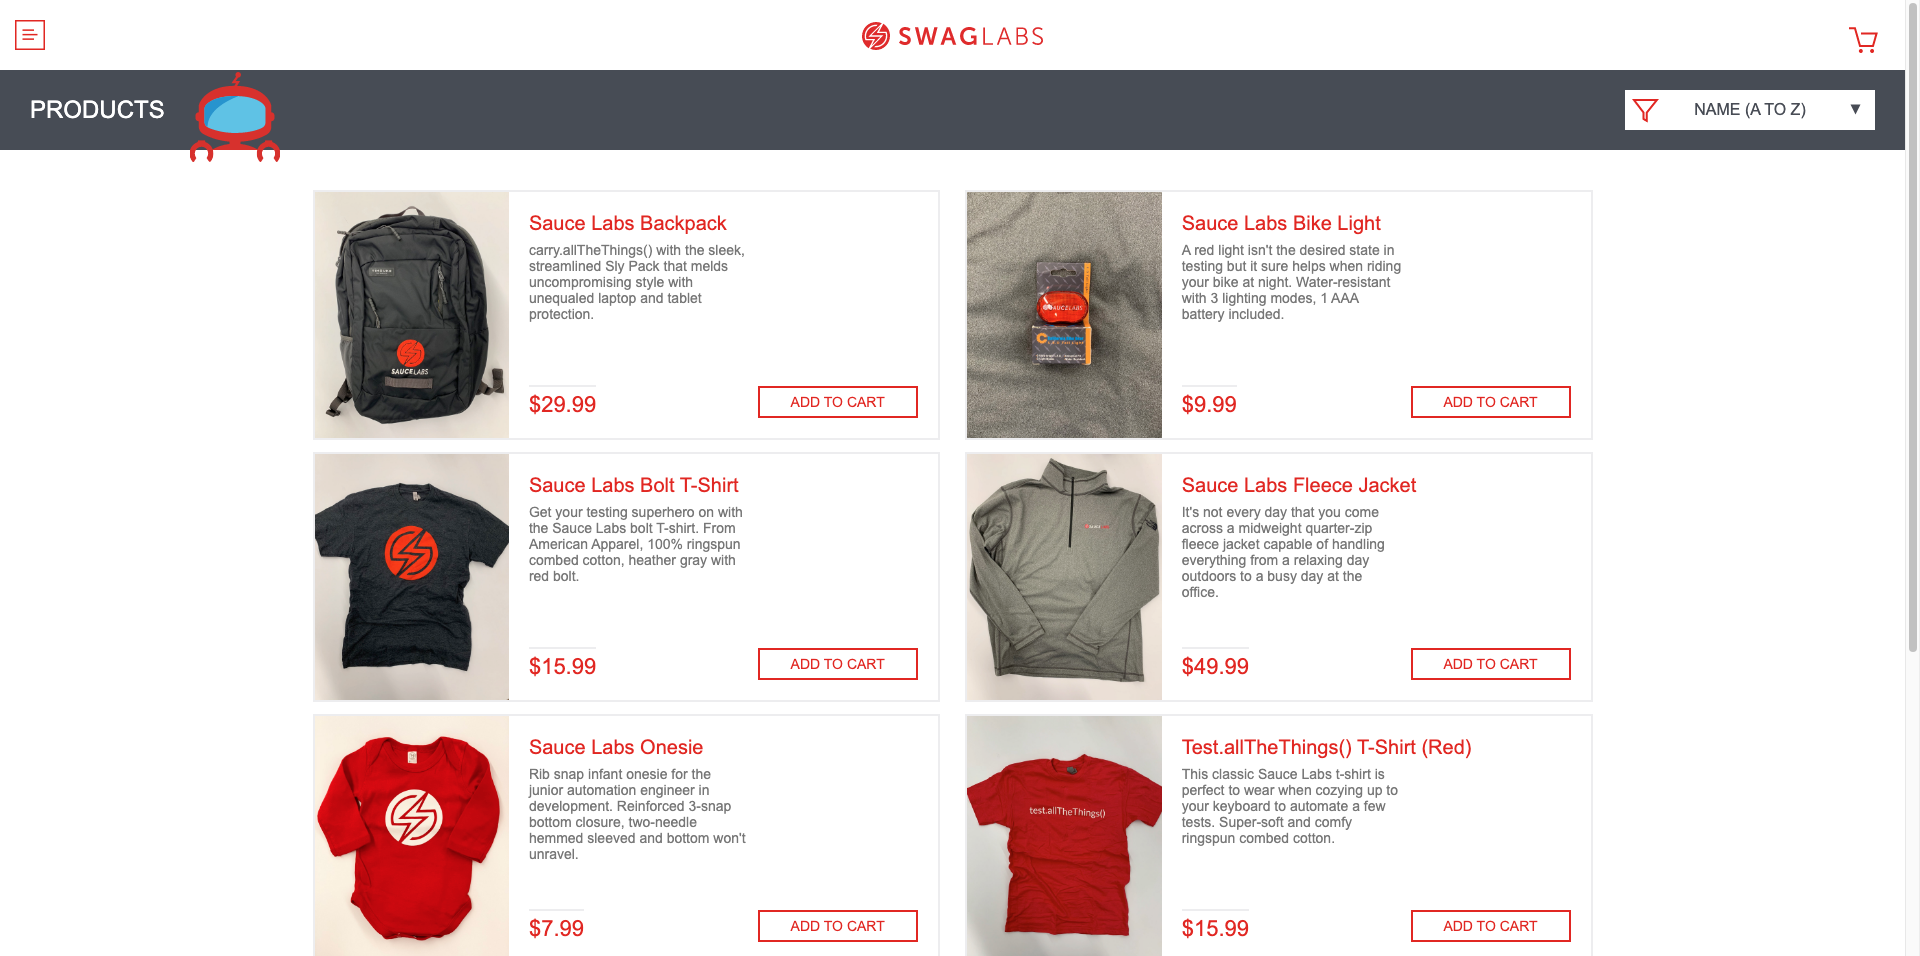 SWAGLABS
PRODUCTS
NAME (A TO Z)
Sauce Labs Backpack
carry.allTheThings() with the sleek,
streamlined Sly Pack that melds
uncompromising style with
unequaled laptop and tablet
protection.
SAUCELABS
$29.99
ADD TO CART
Sauce Labs Bike Light
A red light isn't the desired state in
testing but it sure helps when riding
your bike at night. Water-resistant
with 3 lighting modes, 1 AAA
battery included.
SAUCELABS
$9.99
ADD TO CART
Sauce Labs Bolt T-Shirt
Get your testing superhero on with
the Sauce Labs bolt T-shirt. From
American Apparel, 100% ringspun
combed cotton, heather gray with
red bolt.
$15.99
ADD TO CART
Sauce Labs Fleece Jacket
It's not every day that you come
across a midweight quarter-zip
fleece jacket capable of handling
everything from a relaxing day
outdoors to a busy day at the
office.
$49.99
ADD TO CART
Sauce Labs Onesie
Rib snap infant onesie for the
junior automation engineer in
development. Reinforced 3-snap
bottom closure, two-needle
hemmed sleeved and bottom won't
unravel.
$7.99
ADD TO CART
Test.allTheThings() T-Shirt (Red)
This classic Sauce Labs t-shirt is
perfect to wear when cozying up to
your keyboard to automate a few
tests. Super-soft and comfy
ringspun combed cotton.
test.allTheThings()
$15.99
ADD TO CART